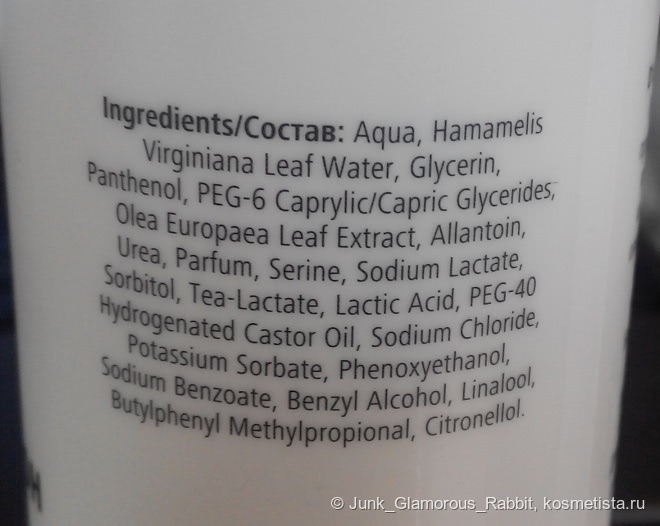 Ingredients/Состав: Aqua, Hamamelis
Virginiana Leaf Water, Glycerin,
Panthenol, PEG-6 Caprylic/Capric Glycerides,
Olea Europaea Leaf Extract, Allantoin,
Urea, Parfum, Serine, Sodium Lactate,
Sorbitol, Tea-Lactate, Lactic Acid, PEG-40
Hydrogenated Castor Oil, Sodium Chloride,
Potassium Sorbate, Phenoxyethanol,
Sodium Benzoate, Benzyl Alcohol, Linalool,
Butylphenyl Methylpropional, Citronellol.
© Junk_Glamorous_Rabbit, kosmetista.ru